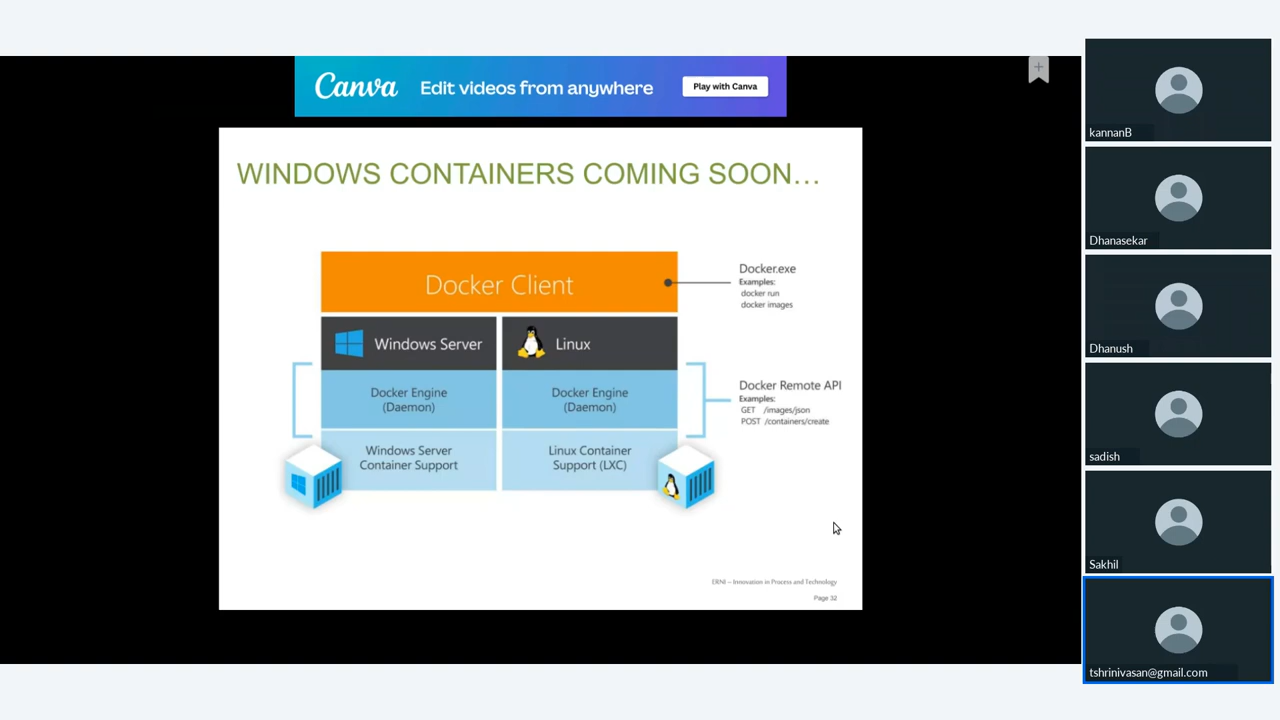 Canva Edit videos from anywhere Play with Canva
WINDOWS CONTAINERS COMING SOON…
Docker Client
Docker.exe
Examples:
docker run
docker images
Windows Server
Linux
Docker Engine
(Daemon)
Docker Engine
(Daemon)
Docker Remote API
Examples:
GET /images/json
POST /containers/create
Windows Server
Container Support
Linux Container
Support (LXC)
ERNI – Innovation in Process and Technology
Page 32
kannanB
Dhanasekar
Dhanush
sadish
Sakhil
tshrinivasan@gmail.com